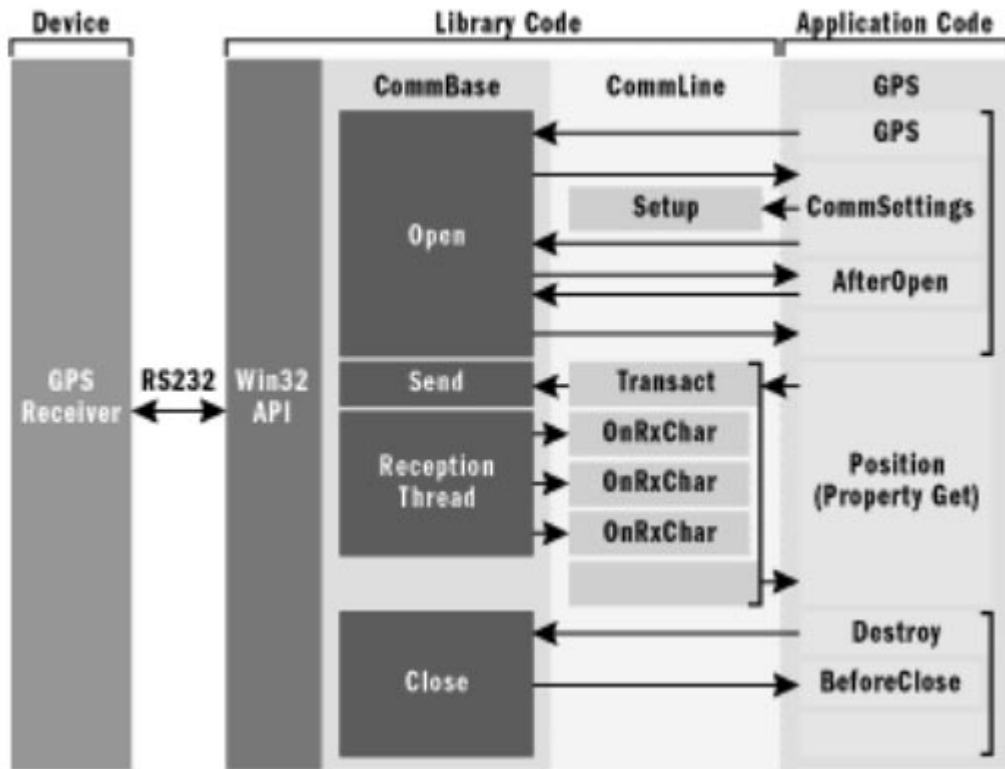 Device
Library Code
Application Code
CommBase
CommLine
GPS
GPS
Setup
CommSettings
Open
AfterOpen
GPS
Receiver
RS232
Win32
API
Send
Transact
OnRxChar
Reception
Thread
OnRxChar
Position
(Property Get)
OnRxChar
Destroy
Close
BeforeClose